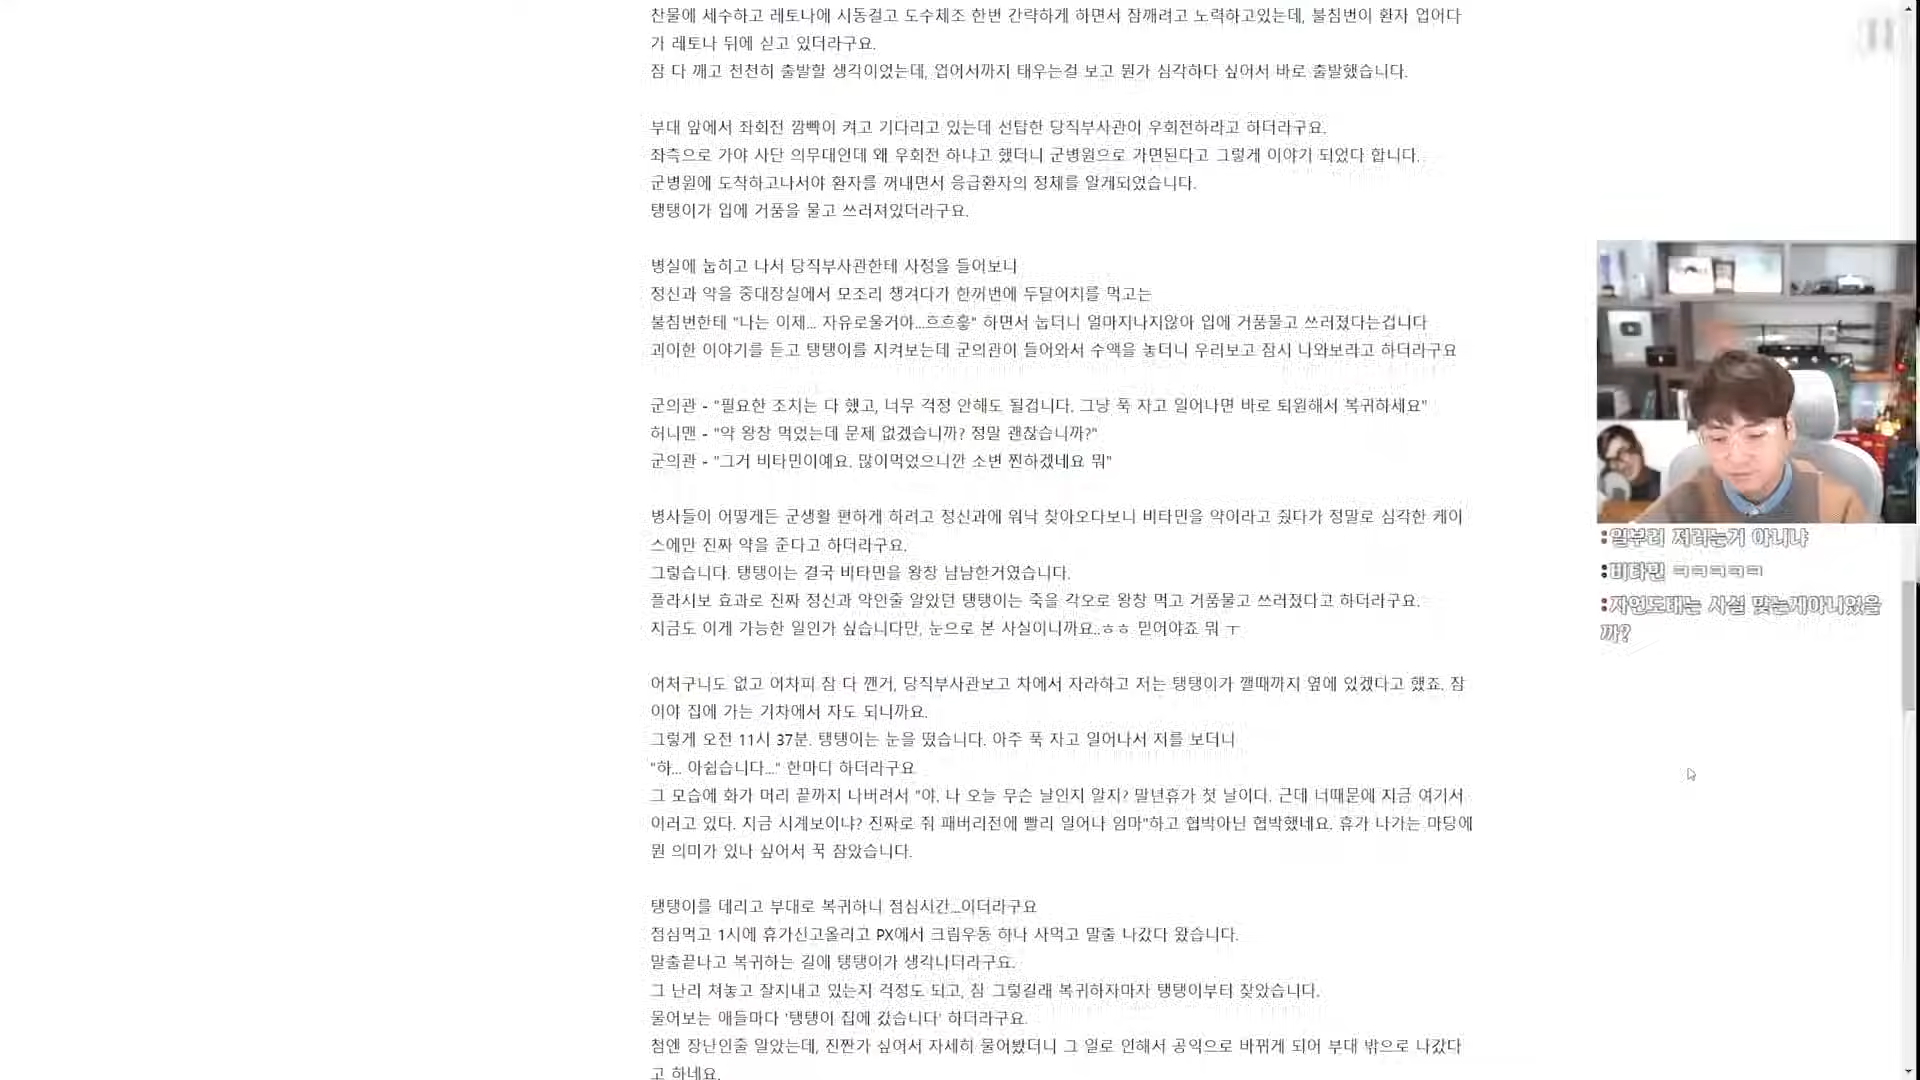 찬물에 세수하고 레토나에 시동걸고 도수체조 한번 간략하게 하면서 잠깨려고 노력하고있는데, 불침번이 환자 업어다
가 레토나 뒤에 싣고 있더라구요.
잠 다 깨고 천천히 출발할 생각이었는데, 업어서까지 태우는걸 보고 뭔가 심각하다 싶어서 바로 출발했습니다.
부대 앞에서 좌회전 깜빡이 켜고 기다리고 있는데 선탑한 당직부사관이 우회전하라고 하더라구요.
좌측으로 가야 사단 의무대인데 왜 우회전 하냐고 했더니 군병원으로 가면된다고 그렇게 이야기 되었다 합니다.
군병원에 도착하고나서야 환자를 꺼내면서 응급환자의 정체를 알게되었습니다.
탱탱이가 입에 거품을 물고 쓰러져있더라구요.
병실에 눕히고 나서 당직부사관한테 사정을 들어보니
정신과 약을 중대장실에서 모조리 챙겨다가 한꺼번에 두달어치를 먹고는
불침번한테 "나는 이제... 자유로울거야...흐흐흫" 하면서 눕더니 얼마지나지않아 입에 거품물고 쓰러졌다는겁니다
괴이한 이야기를 듣고 탱탱이를 지켜보는데 군의관이 들어와서 수액을 놓더니 우리보고 잠시 나와보라고 하더라구요
군의관 - "필요한 조치는 다 했고, 너무 걱정 안해도 될겁니다. 그냥 푹 자고 일어나면 바로 퇴원해서 복귀하세요"
허니맨 - "약 왕창 먹었는데 문제 없겠습니까? 정말 괜찮습니까?"
군의관 - "그거 비타민이예요. 많이먹었으니깐 소변 찐하겠네요 뭐"
병사들이 어떻게든 군생활 편하게 하려고 정신과에 워낙 찾아오다보니 비타민을 약이라고 줬다가 정말로 심각한 케이
스에만 진짜 약을 준다고 하더라구요.
그렇습니다. 탱탱이는 결국 비타민을 왕창 냠냠한거였습니다.
플라시보 효과로 진짜 정신과 약인줄 알았던 탱탱이는 죽을 각오로 왕창 먹고 거품물고 쓰러졌다고 하더라구요.
지금도 이게 가능한 일인가 싶습니다만, 눈으로 본 사실이니까요..ㅎㅎ 믿어야죠 뭐 ㅜ
어처구니도 없고 어차피 잠 다 깬거, 당직부사관보고 차에서 자라하고 저는 탱탱이가 깰때까지 옆에 있겠다고 했죠. 잠
이야 집에 가는 기차에서 자도 되니까요.
그렇게 오전 11시 37분. 탱탱이는 눈을 떴습니다. 아주 푹 자고 일어나서 저를 보더니
"하... 아쉽습니다..." 한마디 하더라구요
그 모습에 화가 머리 끝까지 나버려서 "야. 나 오늘 무슨 날인지 알지? 말년휴가 첫 날이다. 근데 너때문에 지금 여기서
이러고 있다. 지금 시계보이냐? 진짜로 줘 패버리전에 빨리 일어나 임마"하고 협박아닌 협박했네요. 휴가 나가는 마당에
뭔 의미가 있나 싶어서 꾹 참았습니다.
탱탱이를 데리고 부대로 복귀하니 점심시간...이더라구요
점심먹고 1시에 휴가신고올리고 PX에서 크림우동 하나 사먹고 말출 나갔다 왔습니다.
말출끝나고 복귀하는 길에 탱탱이가 생각나더라구요.
그 난리 쳐놓고 잘지내고 있는지 걱정도 되고, 참 그렇길래 복귀하자마자 탱탱이부터 찾았습니다.
물어보는 애들마다 '탱탱이 집에 갔습니다' 하더라구요.
첨엔 장난인줄 알았는데, 진짠가 싶어서 자세히 물어봤더니 그 일로 인해서 공익으로 바뀌게 되어 부대 밖으로 나갔다
고 하네요.
:일부러 저러는거 아니냐
:비타민 ㅋㅋㅋㅋㅋ
:자연도태는 사실 맞는게아니었을
까?